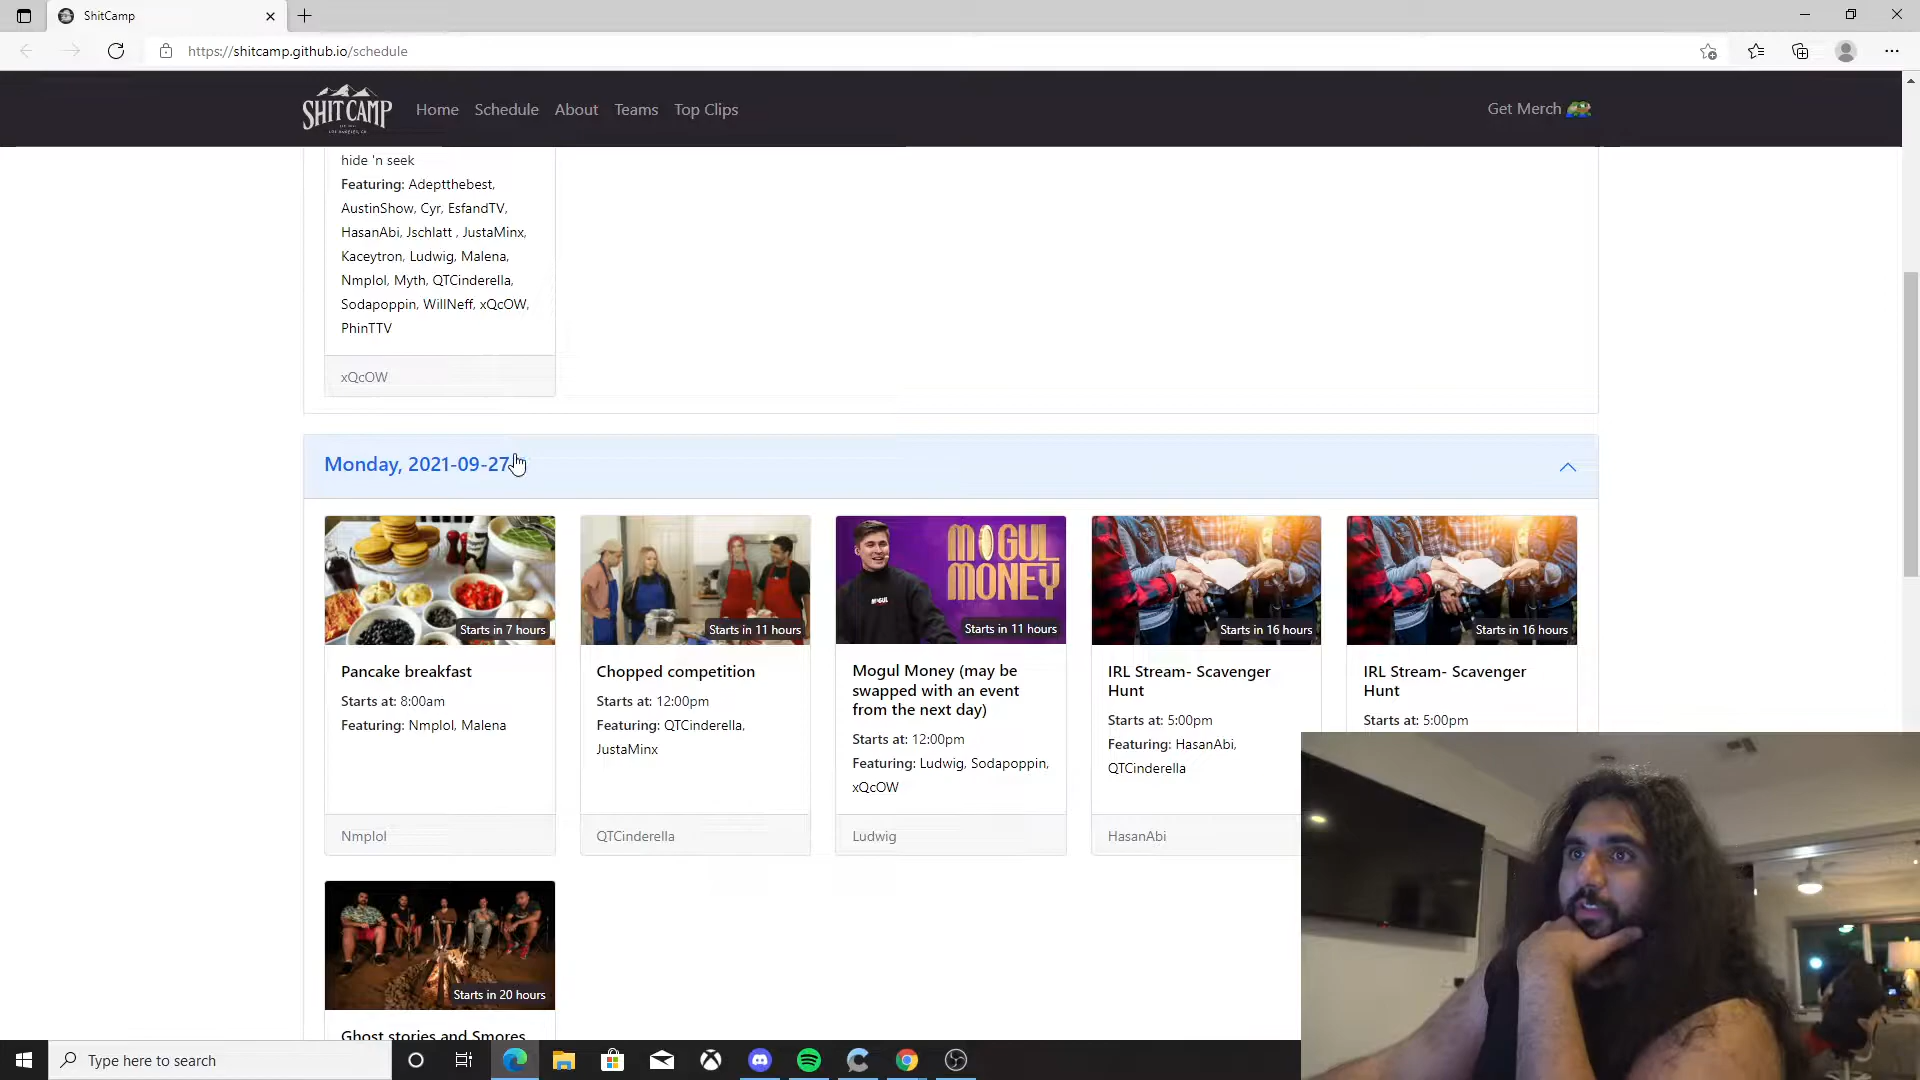 ShitCamp
https://shitcamp.github.io/schedule
SHIT CAMP
Home
Schedule
About
Teams
Top Clips
Get Merch
hide 'n seek
Featuring: Adeptthebest,
AustinShow, Cyr, EsfandTV,
HasanAbi, Jschlatt , JustaMinx,
Kaceytron, Ludwig, Malena,
Nmplol, Myth, QTCinderella,
Sodapoppin, WillNeff, xQcOW,
PhinTTV
xQcOW
Monday, 2021-09-27
Starts in 7 hours
Pancake breakfast
Starts at: 8:00am
Featuring: Nmplol, Malena
Nmplol
Starts in 11 hours
Chopped competition
Starts at: 12:00pm
Featuring: QTCinderella,
JustaMinx
QTCinderella
MOGUL
MONEY
Starts in 11 hours
Mogul Money (may be
swapped with an event
from the next day)
Starts at: 12:00pm
Featuring: Ludwig, Sodapoppin,
xQcOW
Ludwig
Starts in 16 hours
IRL Stream- Scavenger
Hunt
Starts at: 5:00pm
Featuring: HasanAbi,
QTCinderella
HasanAbi
Starts in 16 hours
IRL Stream- Scavenger
Hunt
Starts at: 5:00pm
Starts in 20 hours
Ghost stories and Smores
Type here to search